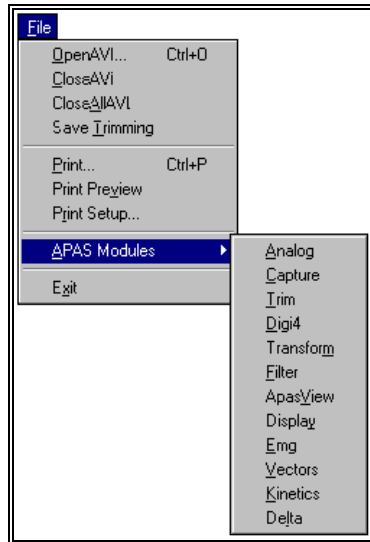 File
OpenAVI... Ctrl+O
CloseAVi
CloseAllAVI.
Save Trimming
Print... Ctrl+P
Print Preview
Print Setup...
APAS Modules
Exit
Analog
Capture
Trim
Digi4
Transform
Filter
ApasView
Display
Emg
Vectors
Kinetics
Delta